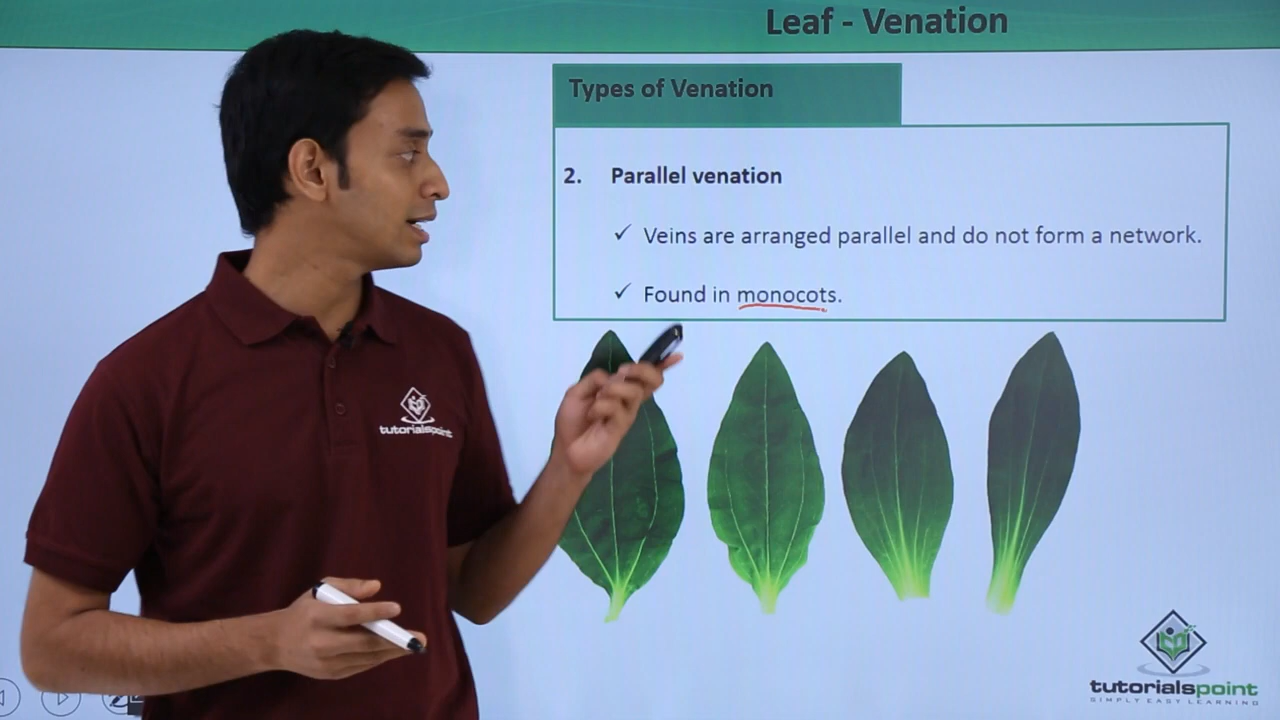 Leaf - Venation
Types of Venation
2. Parallel venation
✓ Veins are arranged parallel and do not form a network.
✓ Found in monocots.
tutorialspoint
tutorialspoint
SIMPLY EASY LEARNING